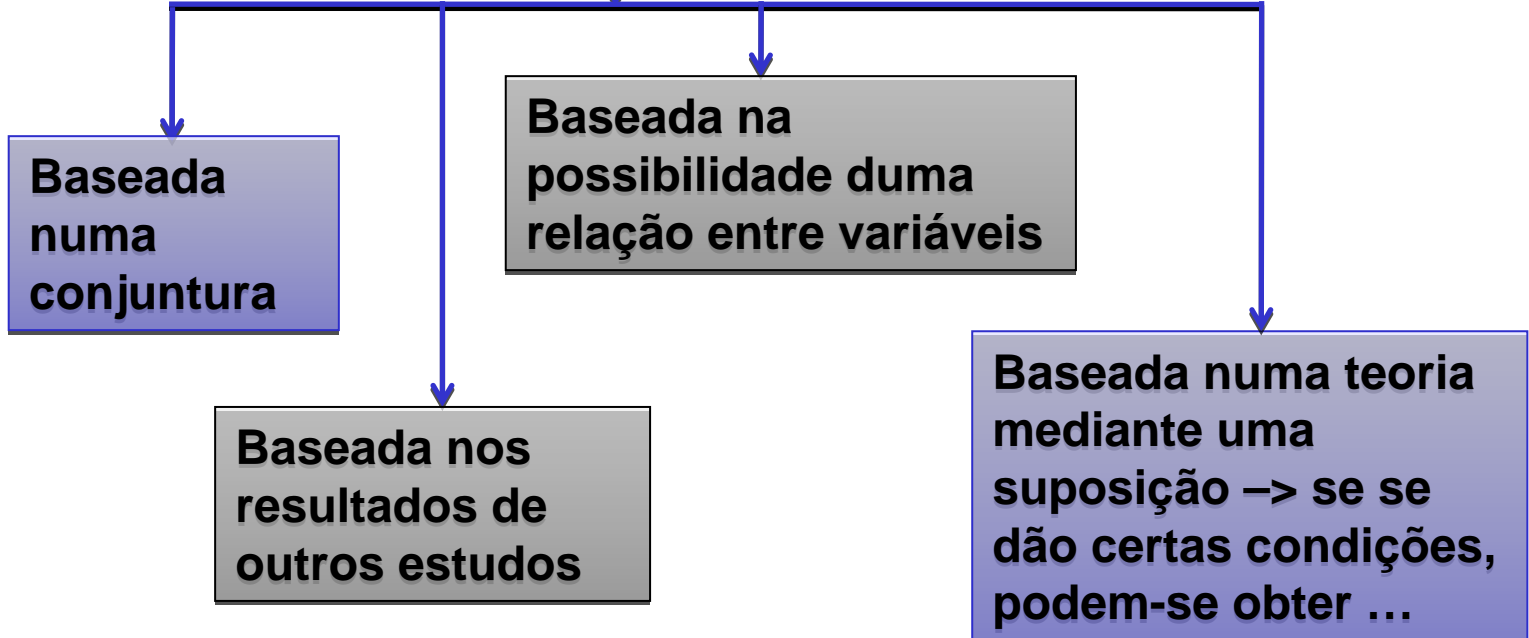 Baseada
numa
conjuntura
Baseada nos
resultados de
outros estudos
Baseada na
possibilidade duma
relação entre variáveis
Baseada numa teoria
mediante uma
suposição –> se se
dão certas condições,
podem-se obter …